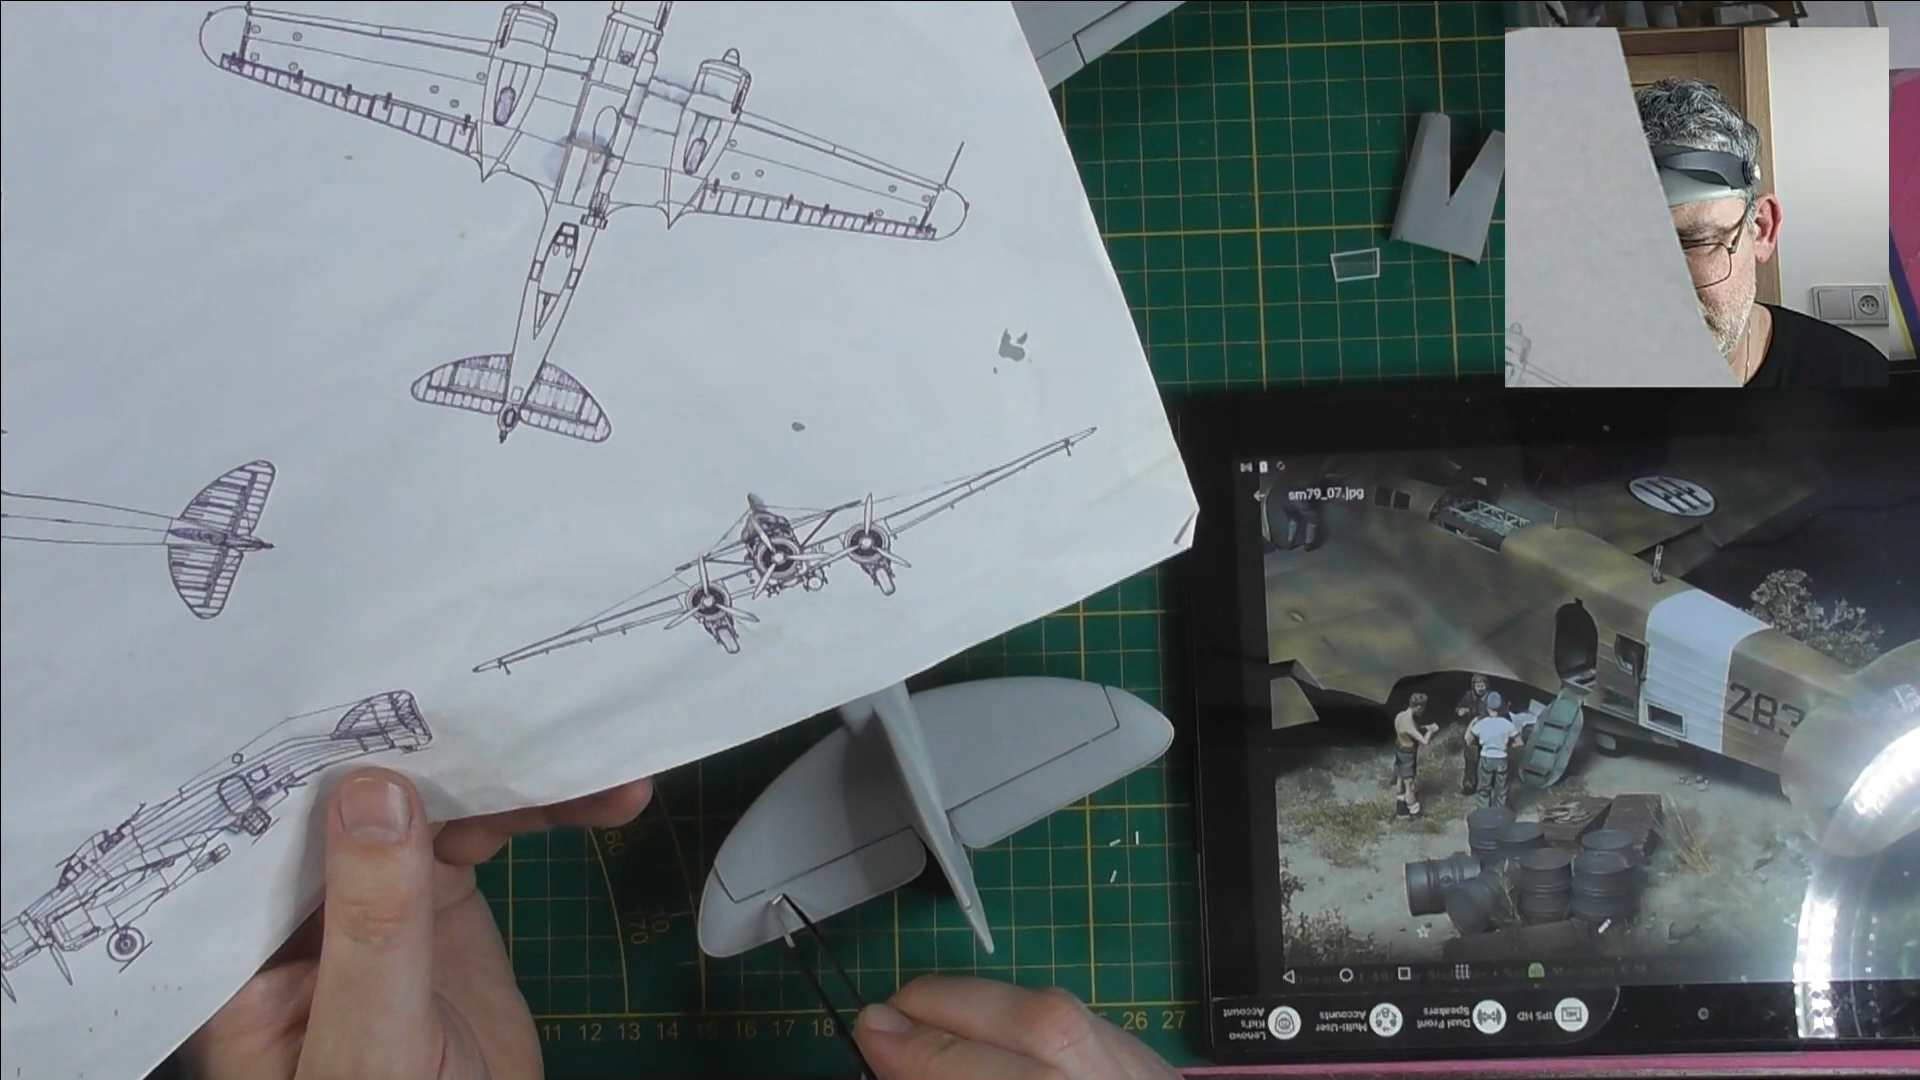 sm79_07.jpg
283
60
170
10
11 12 13 14 15 16 17 18
26 27
Lenovo
Kid's
Account
Multi-User
Accounts
Dual Front
Speakers
IPS HD